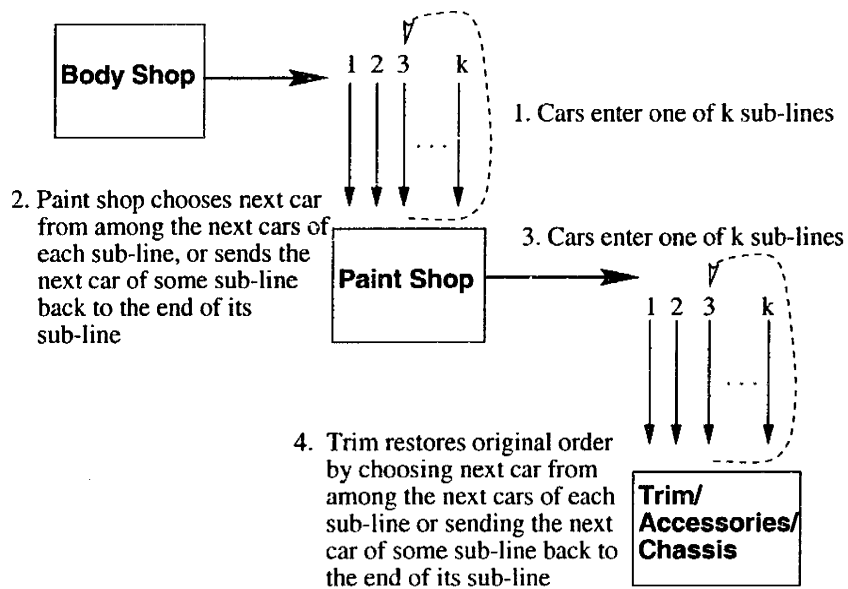 Body Shop
1 2 3 k
. . .
1. Cars enter one of k sub-lines
2. Paint shop chooses next car
from among the next cars of
each sub-line, or sends the
next car of some sub-line
back to the end of its
sub-line
Paint Shop
3. Cars enter one of k sub-lines
1 2 3 k
. . .
4. Trim restores original order
by choosing next car from
among the next cars of each
sub-line or sending the next
car of some sub-line back to
the end of its sub-line
Trim/
Accessories/
Chassis